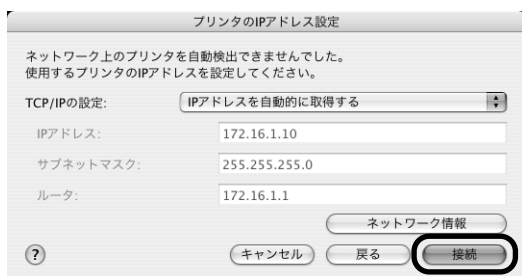 プリンタのIPアドレス設定
ネットワーク上のプリンタを自動検出できませんでした。
使用するプリンタのIPアドレスを設定してください。
TCP/IPの設定: IPアドレスを自動的に取得する
IPアドレス: 172.16.1.10
サブネットマスク: 255.255.255.0
ルータ: 172.16.1.1
ネットワーク情報
? キャンセル 戻る 接続